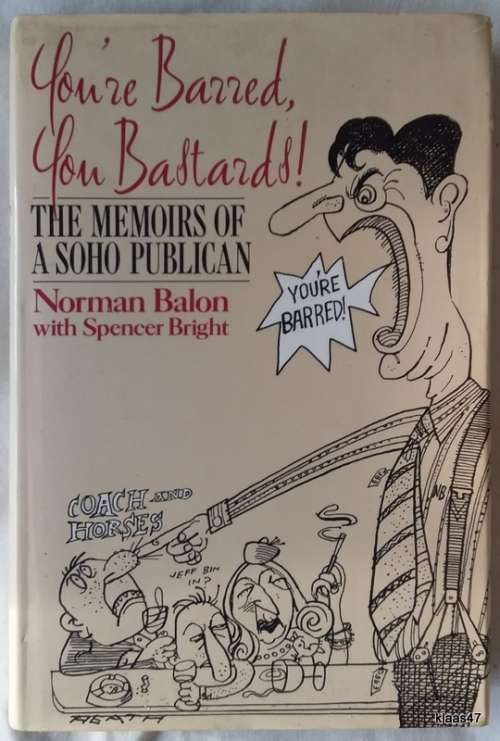 You're Barred,
You Bastards!
THE MEMOIRS OF
A SOHO PUBLICAN
Norman Balon
with Spencer Bright
YOU'RE
BARRED!
NB
COACH AND
HORSES
JEFF BIN
IN?
HEATH
klaas47